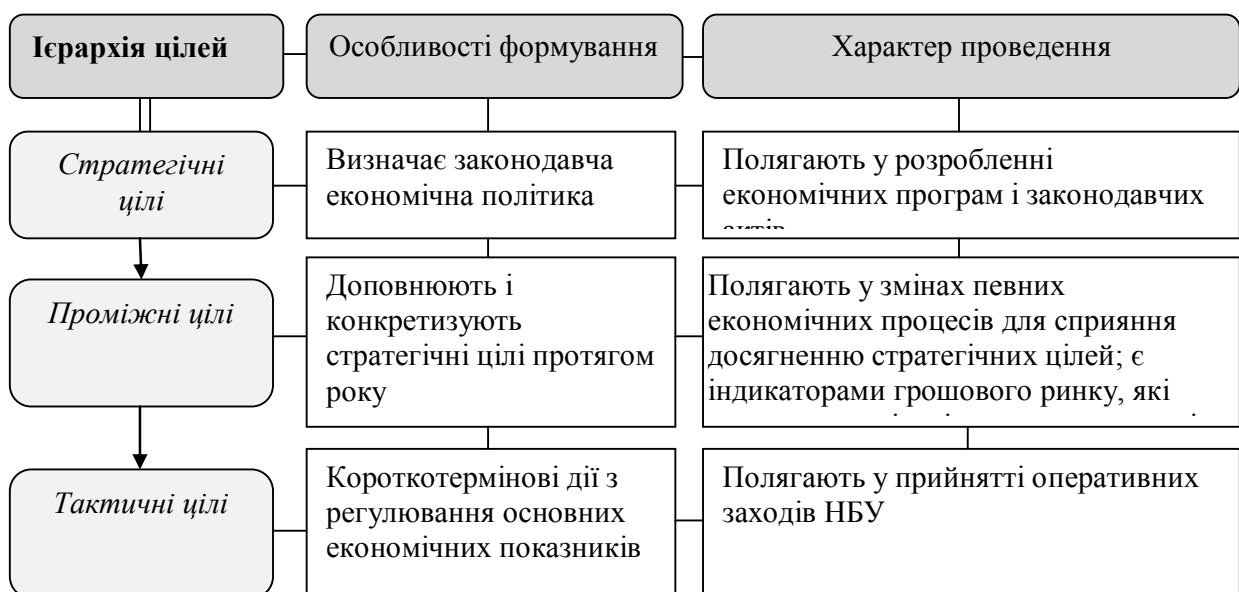 Ієрархія цілей
Особливості формування
Характер проведення
Стратегічні
цілі
Визначає законодавча
економічна політика
Полягають у розробленні
економічних програм і законодавчих
Проміжні цілі
Доповнюють і
конкретизують
стратегічні цілі протягом
року
Полягають у змінах певних
економічних процесів для сприяння
досягненню стратегічних цілей; є
індикаторами грошового ринку, які
Тактичні цілі
Короткотермінові дії з
регулювання основних
економічних показників
Полягають у прийнятті оперативних
заходів НБУ